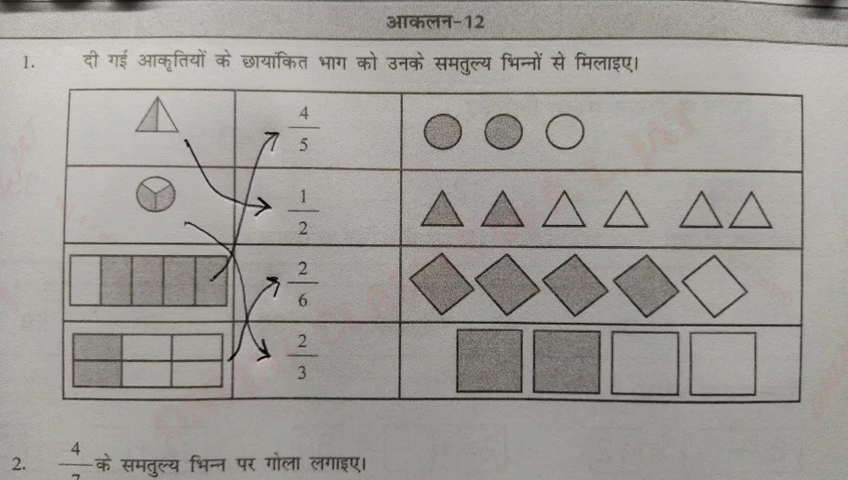 आकलन-12
1. दी गई आकृतियों के छायांकित भाग को उनके समतुल्य भिन्नों से मिलाइए।
4/5
1/2
2/6
2/3
2. 4/7 के समतुल्य भिन्न पर गोला लगाइए।